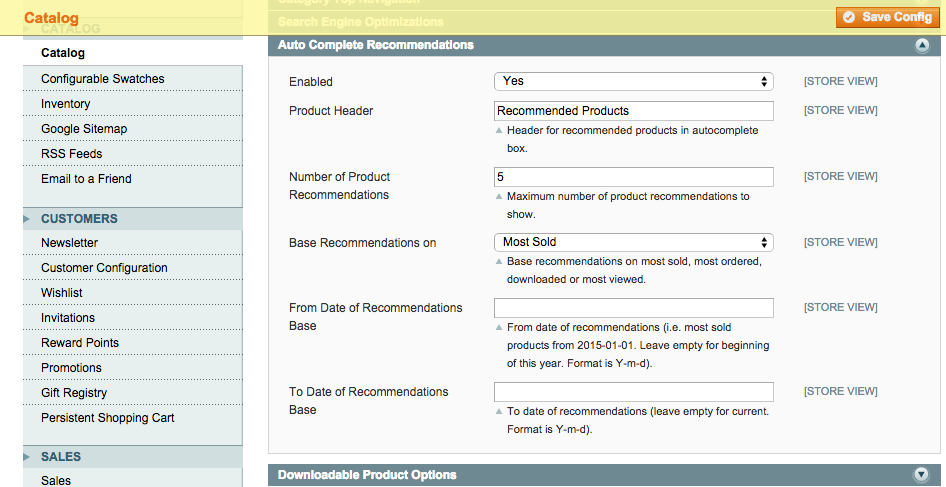 Category Top Navigation
Catalog
Save Config
Search Engine Optimizations
CATALOG
Auto Complete Recommendations
Catalog
Configurable Swatches
Inventory
Google Sitemap
RSS Feeds
Email to a Friend
CUSTOMERS
Newsletter
Customer Configuration
Wishlist
Invitations
Reward Points
Promotions
Gift Registry
Persistent Shopping Cart
SALES
Sales
Enabled
Yes
[STORE VIEW]
Product Header
Recommended Products
[STORE VIEW]
Header for recommended products in autocomplete
box.
Number of Product
Recommendations
5
[STORE VIEW]
Maximum number of product recommendations to
show.
Base Recommendations on
Most Sold
[STORE VIEW]
Base recommendations on most sold, most ordered,
downloaded or most viewed.
From Date of Recommendations
Base
[STORE VIEW]
From date of recommendations (i.e. most sold
products from 2015-01-01. Leave empty for beginning
of this year. Format is Y-m-d).
To Date of Recommendations
Base
[STORE VIEW]
To date of recommendations (leave empty for current.
Format is Y-m-d).
Downloadable Product Options